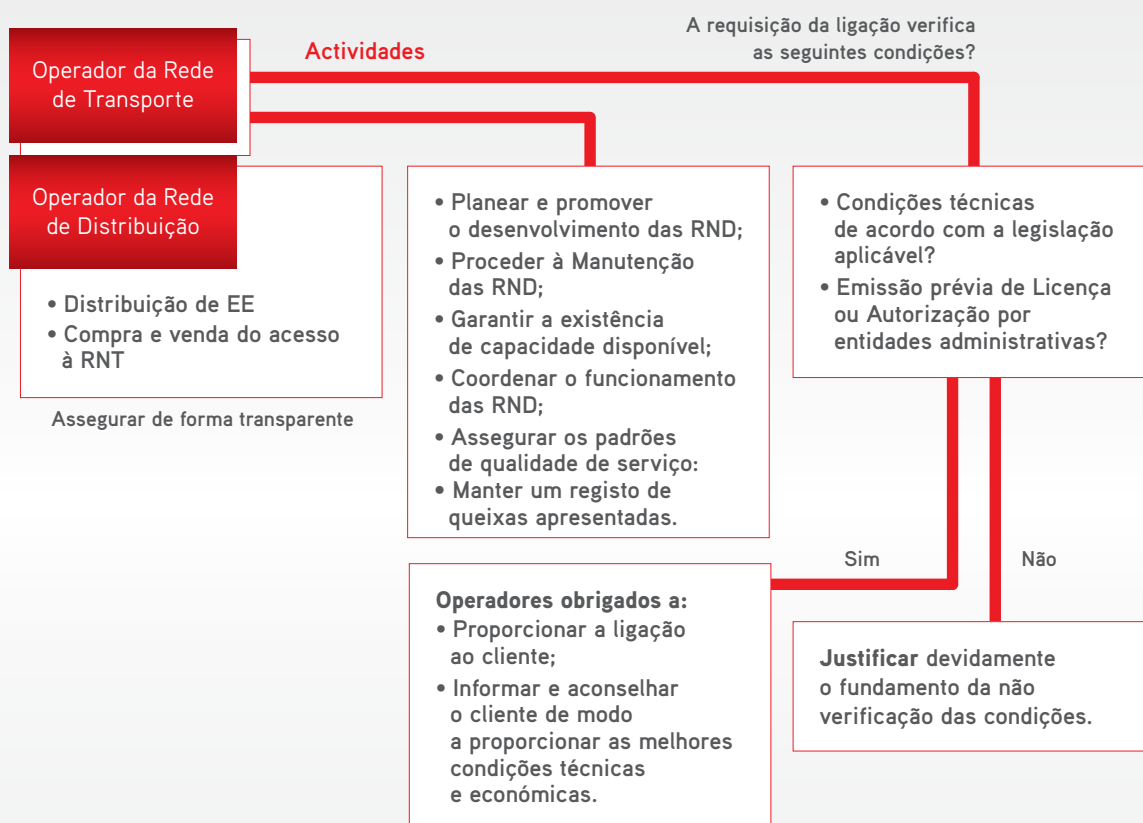 A requisição da ligação verifica
as seguintes condições?
Actividades
Operador da Rede
de Transporte
Operador da Rede
de Distribuição
• Distribuição de EE
• Compra e venda do acesso
à RNT
Assegurar de forma transparente
• Planear e promover
o desenvolvimento das RND;
• Proceder à Manutenção
das RND;
• Garantir a existência
de capacidade disponível;
• Coordenar o funcionamento
das RND;
• Assegurar os padrões
de qualidade de serviço:
• Manter um registo de
queixas apresentadas.
• Condições técnicas
de acordo com a legislação
aplicável?
• Emissão prévia de Licença
ou Autorização por
entidades administrativas?
Sim
Não
Operadores obrigados a:
• Proporcionar a ligação
ao cliente;
• Informar e aconselhar
o cliente de modo
a proporcionar as melhores
condições técnicas
e económicas.
Justificar devidamente
o fundamento da não
verificação das condições.